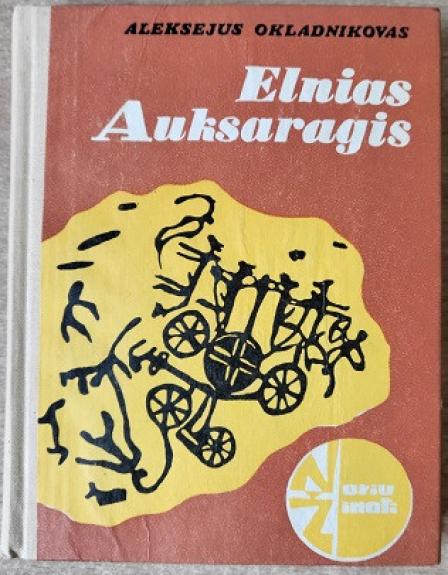 ALEKSEJUS OKLADNIKOVAS
Elnias
Auksaragis
Noriu
Žinoti